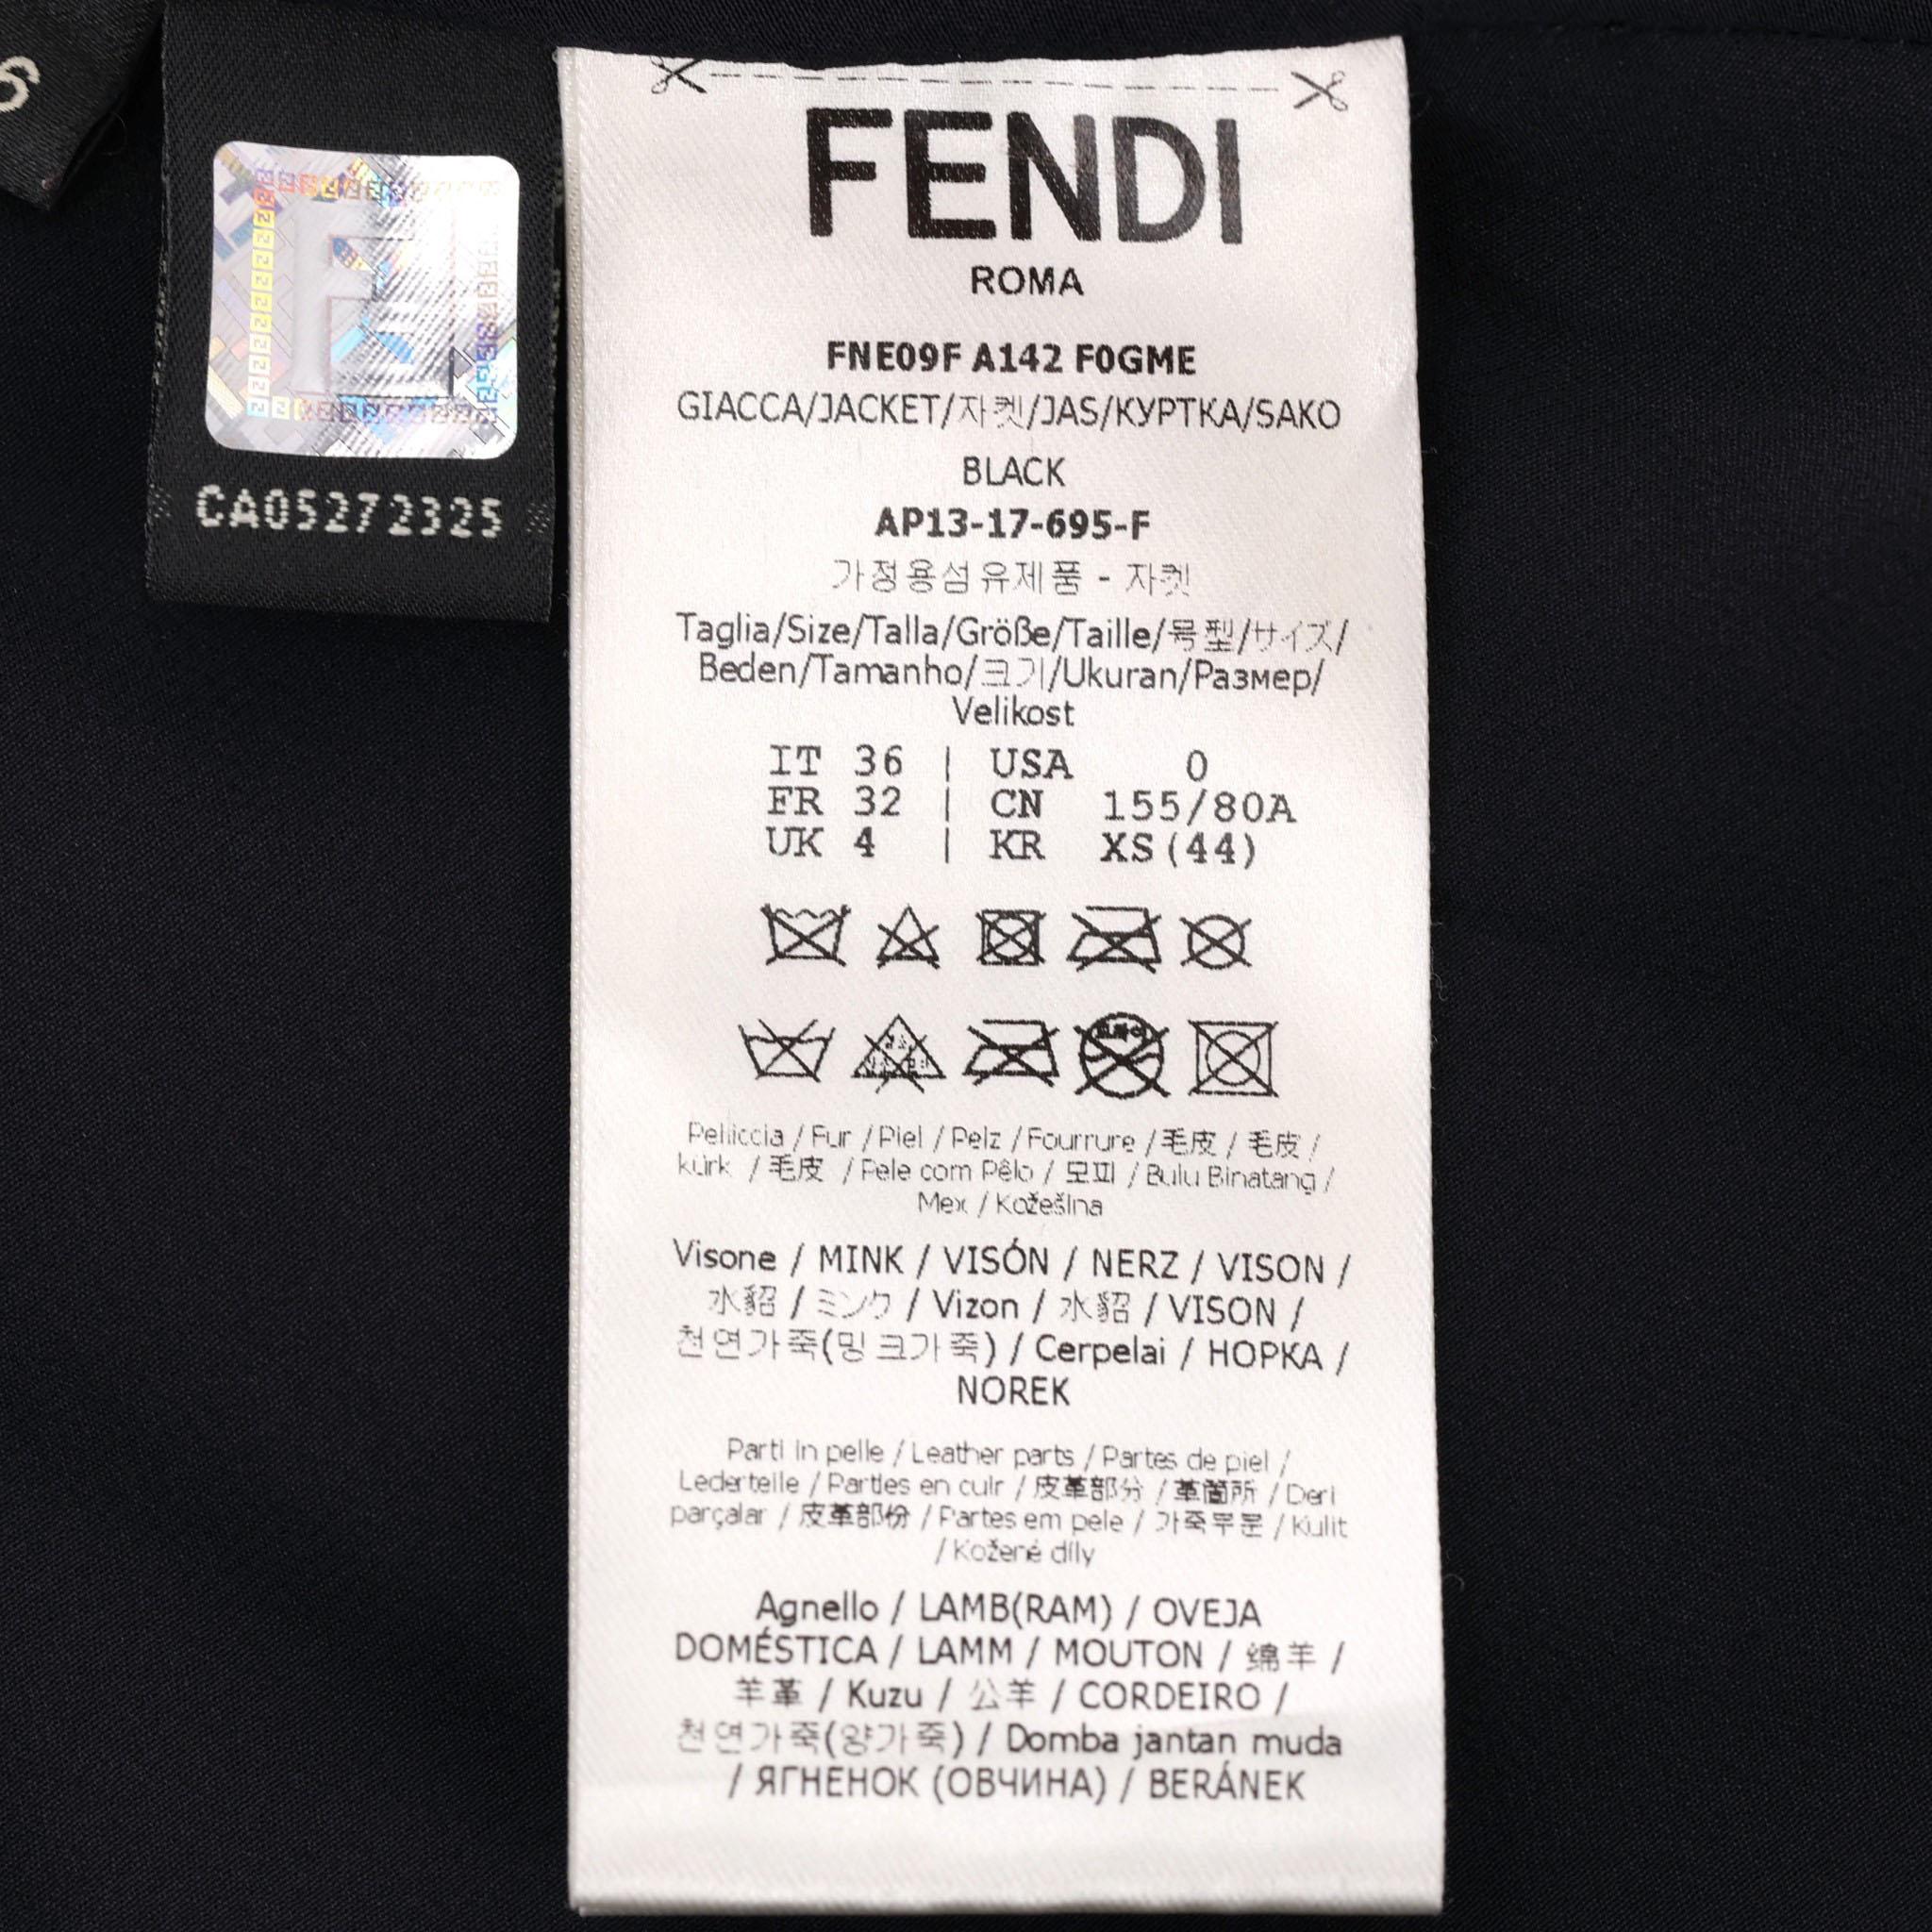 6
CA05272325
FENDI
ROMA
FNE09F A142 F0GME
GIACCA/JACKET/자켓/JAS/КУРТКА/SAKO
BLACK
AP13-17-695-F
가정용섬유제품 - 자켓
Taglia/Size/Talla/Größe/Taille/号型/サイズ/
Beden/Tamanho/크기/Ukuran/Размер/
Velikost
IT 36 | USA 0
FR 32 | CN 155/80A
UK 4 | KR XS(44)
Pelliccia / Fur / Piel / Pelz / Fourrure / 毛皮 / 毛皮 /
kürk / 毛皮 / Pele com Pêlo / 모피 / Bulu Binatang /
Мех / Kožešina
Visone / MINK / VISÓN / NERZ / VISON /
水貂 / ミンク / Vizon / 水貂 / VISON /
천연가죽(밍크가죽) / Cerpelai / НОРКА /
NOREK
Parti in pelle / Leather parts / Partes de piel /
Lederteile / Parties en cuir / 皮革部分 / 革箇所 / Deri
parçalar / 皮革部份 / Partes em pele / 가죽부분 / Kulit
/ Kožené díly
Agnello / LAMB(RAM) / OVEJA
DOMÉSTICA / LAMM / MOUTON / 绵羊 /
羊革 / Kuzu / 公羊 / CORDEIRO /
천연가죽(양가죽) / Domba jantan muda
/ ЯГНЕНОК (ОВЧИНА) / BERÁNEK